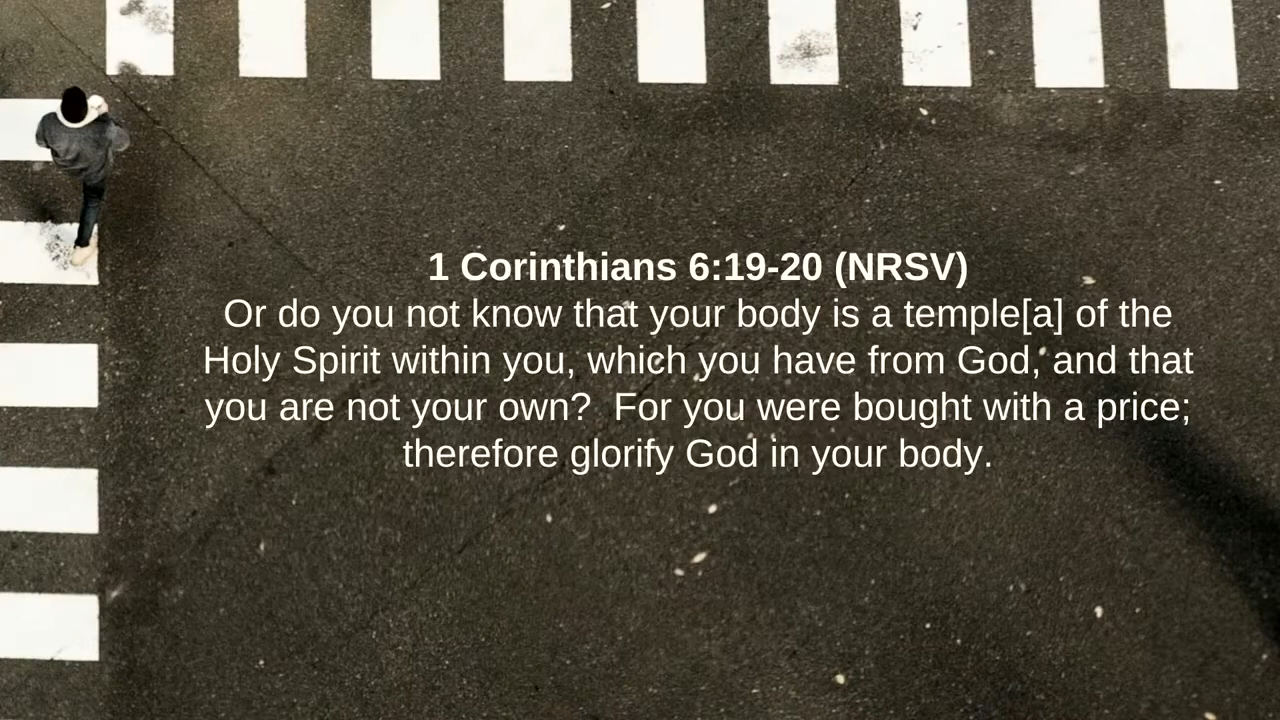 1 Corinthians 6:19-20 (NRSV)
Or do you not know that your body is a temple[a] of the
Holy Spirit within you, which you have from God, and that
you are not your own?  For you were bought with a price;
therefore glorify God in your body.